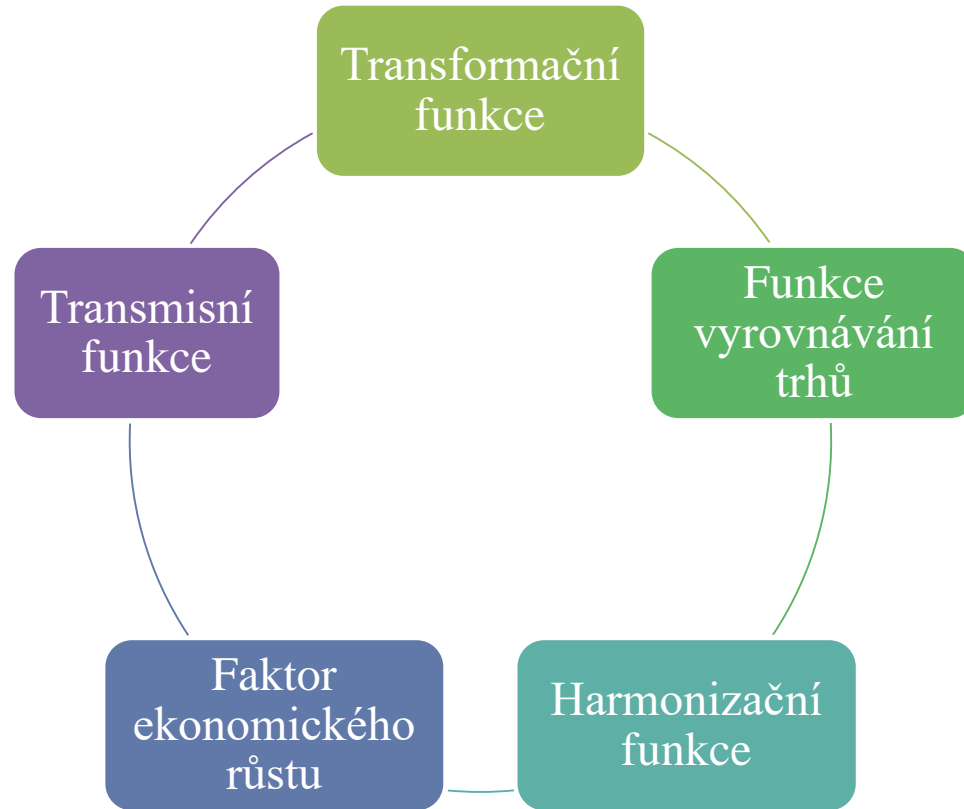 Transformační
funkce
Funkce
vyrovnávání
trhů
Harmonizační
funkce
Faktor
ekonomického
růstu
Transmisní
funkce